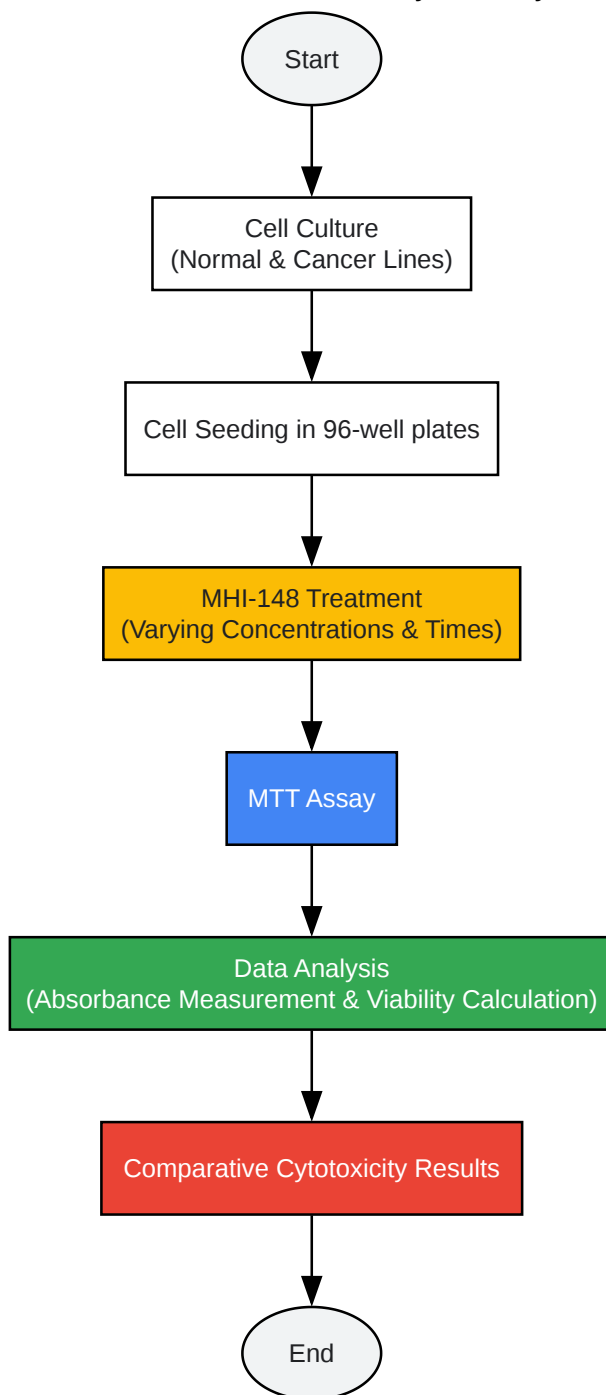 Start
Cell Culture
(Normal & Cancer Lines)
Cell Seeding in 96-well plates
MHI-148 Treatment
(Varying Concentrations & Times)
MTT Assay
Data Analysis
(Absorbance Measurement & Viability Calculation)
Comparative Cytotoxicity Results
End